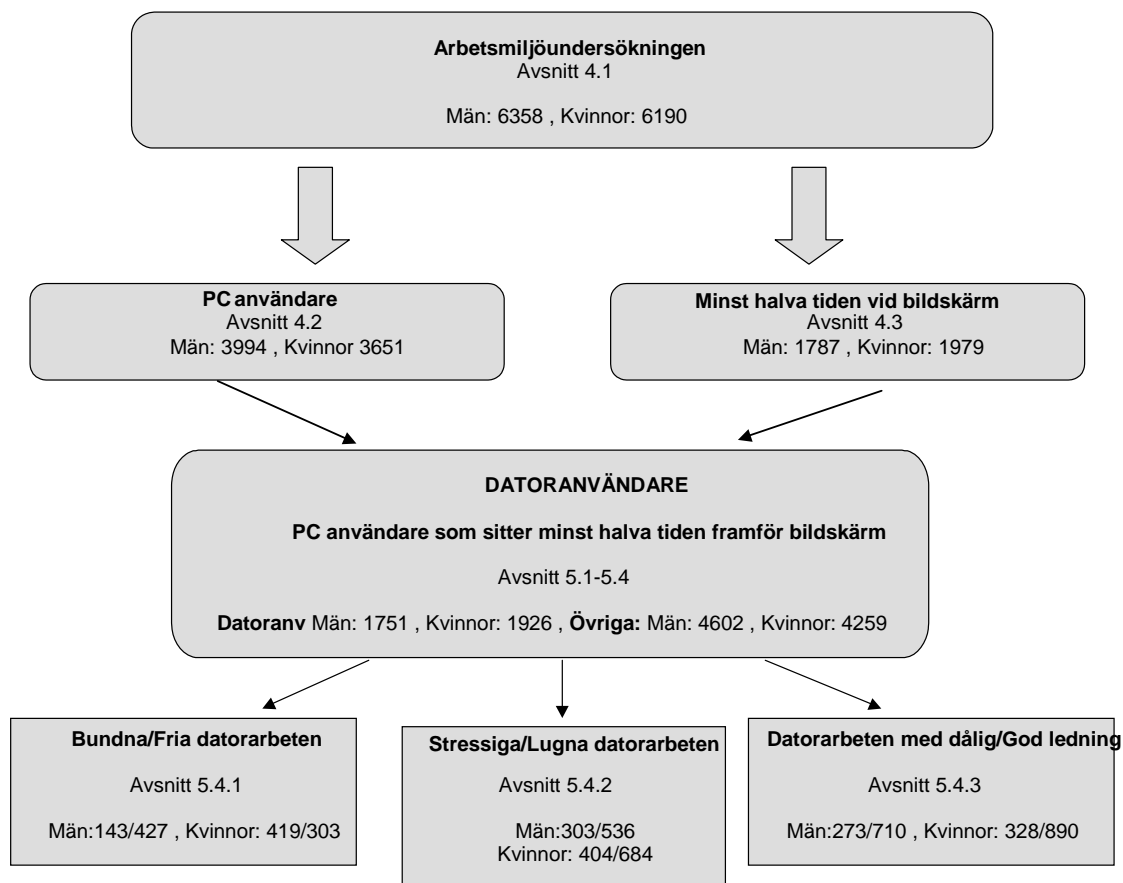 Arbetsmiljöundersökningen
Avsnitt 4.1
Män: 6358 , Kvinnor: 6190
PC användare
Avsnitt 4.2
Män: 3994 , Kvinnor 3651
Minst halva tiden vid bildskärm
Avsnitt 4.3
Män: 1787 , Kvinnor: 1979
DATORANVÄNDARE
PC användare som sitter minst halva tiden framför bildskärm
Avsnitt 5.1-5.4
Datoranv Män: 1751 , Kvinnor: 1926 , Övriga: Män: 4602 , Kvinnor: 4259
Bundna/Fria datorarbeten
Avsnitt 5.4.1
Män:143/427 , Kvinnor: 419/303
Stressiga/Lugna datorarbeten
Avsnitt 5.4.2
Män:303/536
Kvinnor: 404/684
Datorarbeten med dålig/God ledning
Avsnitt 5.4.3
Män:273/710 , Kvinnor: 328/890